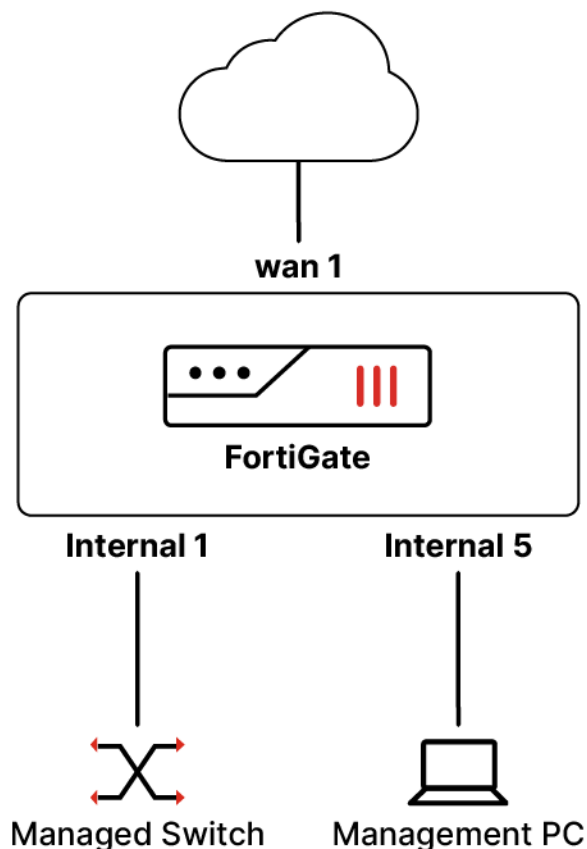 wan 1
FortiGate
Internal 1
Internal 5
Managed Switch
Management PC